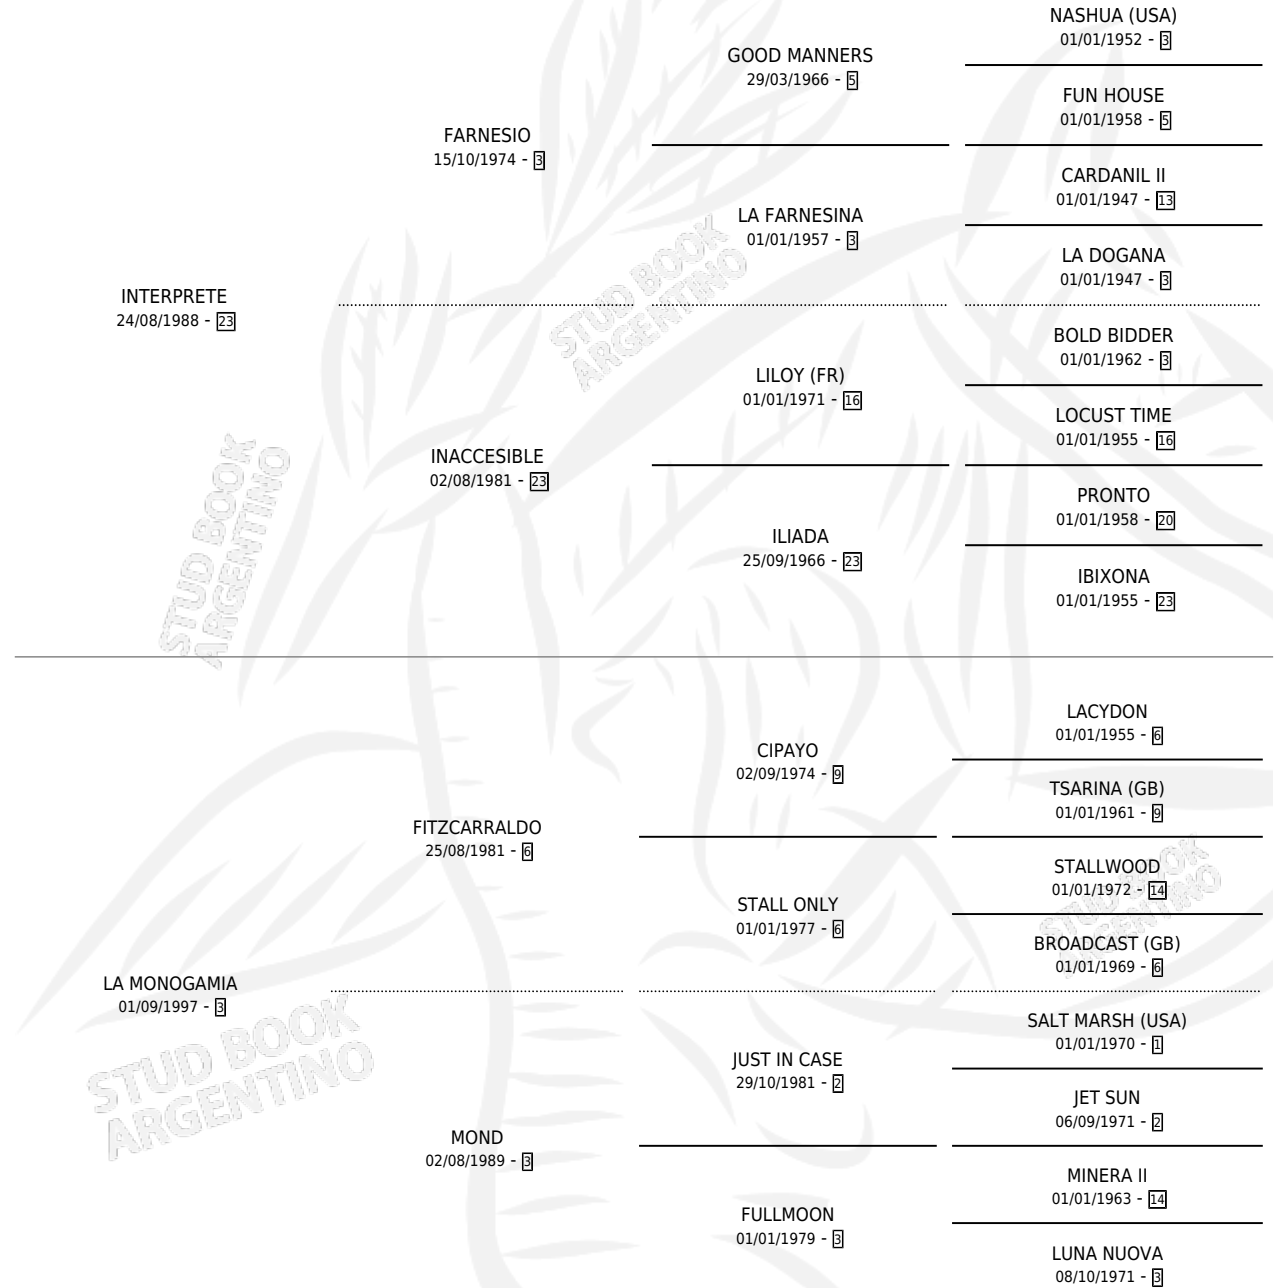 NASHUA (USA)
01/01/1952 - 3
GOOD MANNERS
29/03/1966 - 5
FUN HOUSE
01/01/1958 - 5
FARNESIO
15/10/1974 - 3
CARDANIL II
01/01/1947 - 13
LA FARNESINA
01/01/1957 - 3
LA DOGANA
01/01/1947 - 3
INTERPRETE
24/08/1988 - 23
STUD BOOK
ARGENTINO
BOLD BIDDER
01/01/1962 - 3
LILOY (FR)
01/01/1971 - 16
LOCUST TIME
01/01/1955 - 16
INACCESIBLE
02/08/1981 - 23
PRONTO
01/01/1958 - 20
ILIADA
25/09/1966 - 23
IBIXONA
01/01/1955 - 23
STUD BOOK
ARGENTINO
LACYDON
01/01/1955 - 6
CIPAYO
02/09/1974 - 9
TSARINA (GB)
01/01/1961 - 9
FITZCARRALDO
25/08/1981 - 6
STALLWOOD
01/01/1972 - 14
STALL ONLY
01/01/1977 - 6
BROADCAST (GB)
01/01/1969 - 6
STUD BOOK
ARGENTINO
LA MONOGAMIA
01/09/1997 - 3
SALT MARSH (USA)
01/01/1970 - 1
JUST IN CASE
29/10/1981 - 2
JET SUN
06/09/1971 - 2
STUD BOOK
ARGENTINO
MOND
02/08/1989 - 3
MINERA II
01/01/1963 - 14
FULLMOON
01/01/1979 - 3
LUNA NUOVA
08/10/1971 - 3